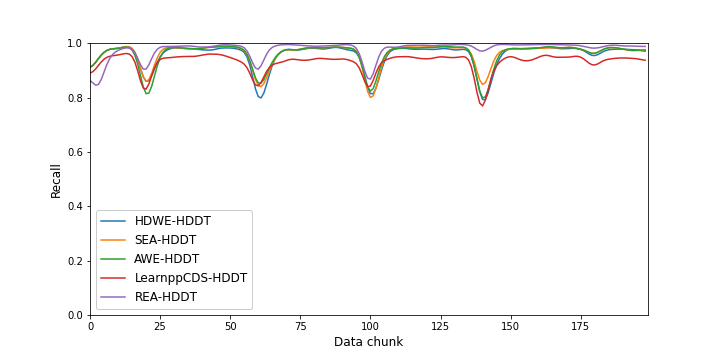 1.0
0.8
0.6
0.4
0.2
0.0
Recall
HDWE-HDDT
SEA-HDDT
AWE-HDDT
LearnppCDS-HDDT
REA-HDDT
0 25 50 75 100 125 150 175
Data chunk